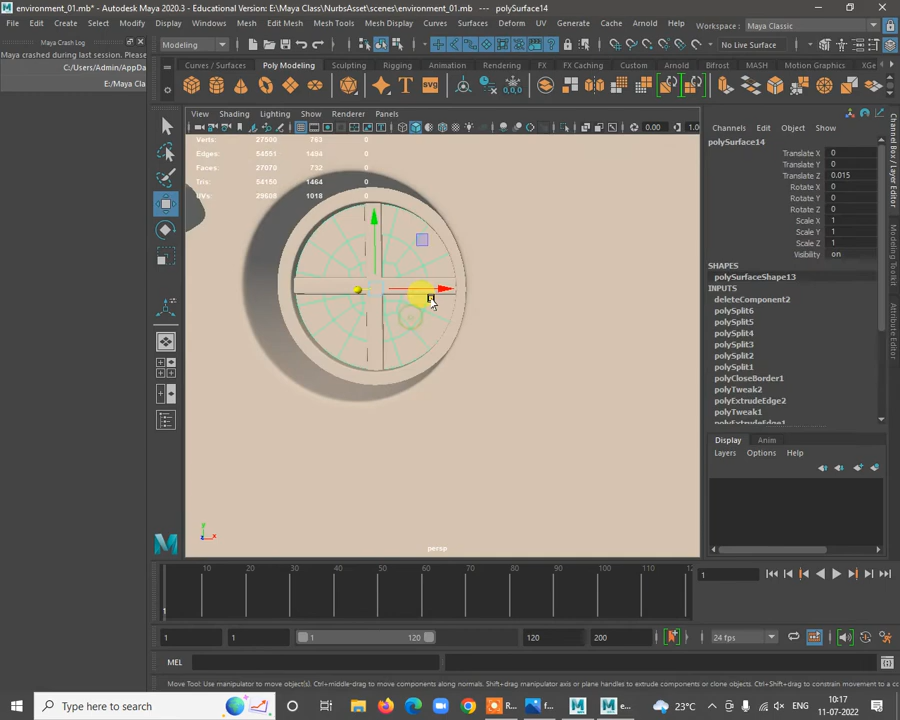 environment_01.mb* - Autodesk Maya 2020.3 - Educational Version: E:\Maya Class\NurbsAsset\scenes\environment_01.mb --- polySurface14
File Edit Create Select Modify Display Windows Mesh Edit Mesh Mesh Tools Mesh Display Curves Surfaces Deform UV Generate Cache Arnold Help Workspace : Maya Classic
Modeling No Live Surface
Maya Crash Log
Maya crashed during last session.
C:/Users/Admin/AppDa
E:/Maya Cla
Curves / Surfaces Poly Modeling Sculpting Rigging Animation Rendering FX FX Caching Custom Arnold Bifrost MASH Motion Graphics XGe
View Shading Lighting Show Renderer Panels
0.00
Verts: 27500 763 0
Edges: 54551 1494 0
Faces: 27079 732 0
Tris: 54150 1464 0
UVs: 29609 1018 0
persp
Channels Edit Object Show
polySurface14
Translate X 0
Translate Y 0
Translate Z 0.015
Rotate X 0
Rotate Y 0
Rotate Z 0
Scale X 1
Scale Y 1
Scale Z 1
Visibility on
SHAPES
polySurfaceShape13
INPUTS
deleteComponent2
polySplit6
polySplit5
polySplit4
polySplit3
polySplit2
polySplit1
polyCloseBorder1
polyTweak2
polyExtrudeEdge2
polyTweak1
polyExtrudeEdge1
Channel Box / Layer Editor
Modeling Toolkit
Attribute Editor
Display Anim
Layers Options Help
10 20 30 40 50 60 70 80 90 100 110 12
1
1
1 1 1 120 120 200 24 fps
MEL
Move Tool: Use manipulator to move object(s). Ctrl+middle-drag to move components along normals. Shift+drag manipulator axis or plane handles to extrude components or clone objects. Ctrl+Shift+drag to constrain movement to a con
Type here to search
R...
f...
e...
23°C
ENG
10:17
11-07-2022